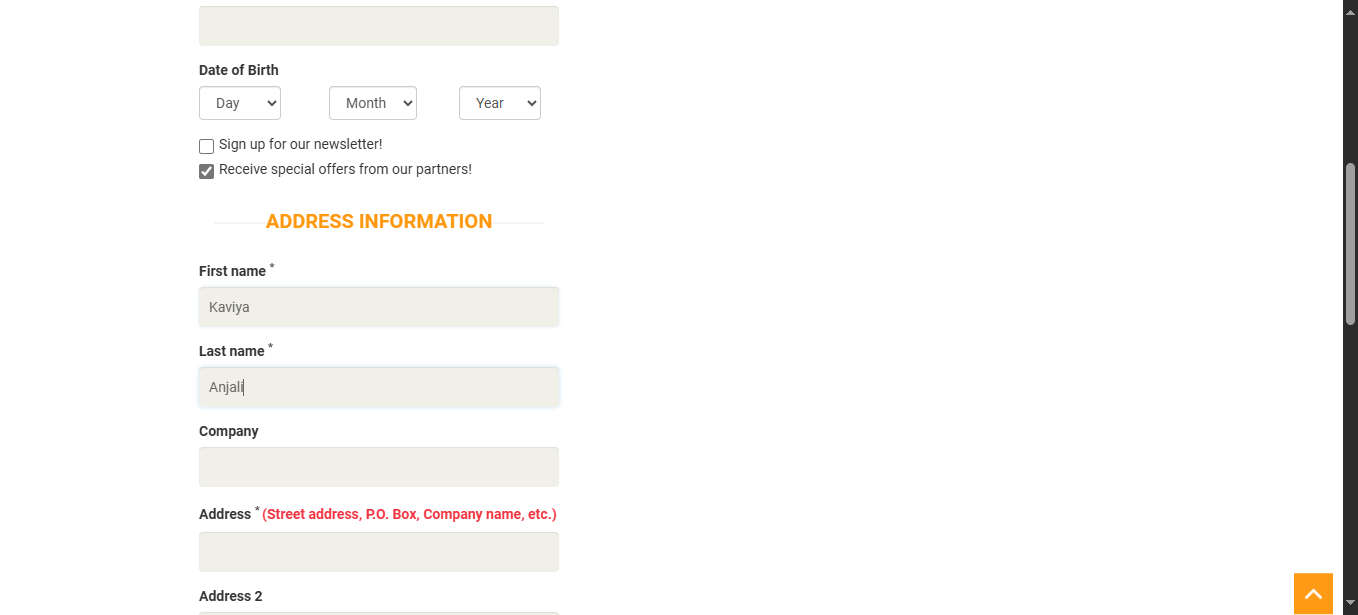 Date of Birth
Day Month Year
Sign up for our newsletter!
Receive special offers from our partners!
ADDRESS INFORMATION
First name *
Kaviya
Last name *
Anjali
Company
Address * (Street address, P.O. Box, Company name, etc.)
Address 2